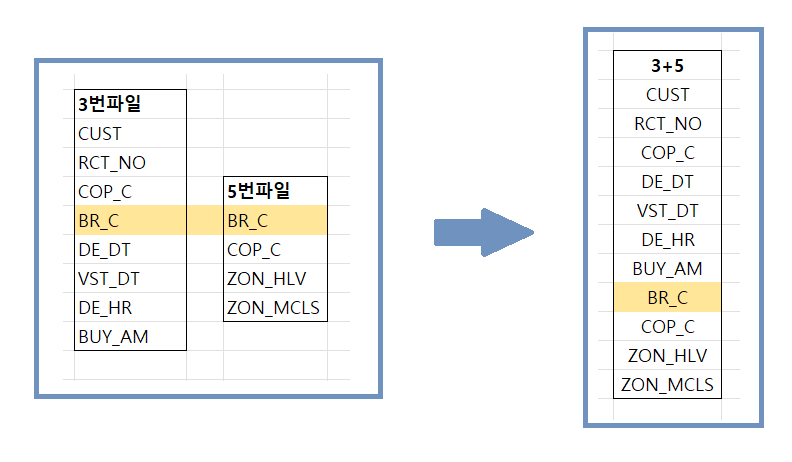 3번파일
CUST
RCT_NO
COP_C
BR_C
DE_DT
VST_DT
DE_HR
BUY_AM
5번파일
BR_C
COP_C
ZON_HLV
ZON_MCLS
3+5
CUST
RCT_NO
COP_C
DE_DT
VST_DT
DE_HR
BUY_AM
BR_C
COP_C
ZON_HLV
ZON_MCLS